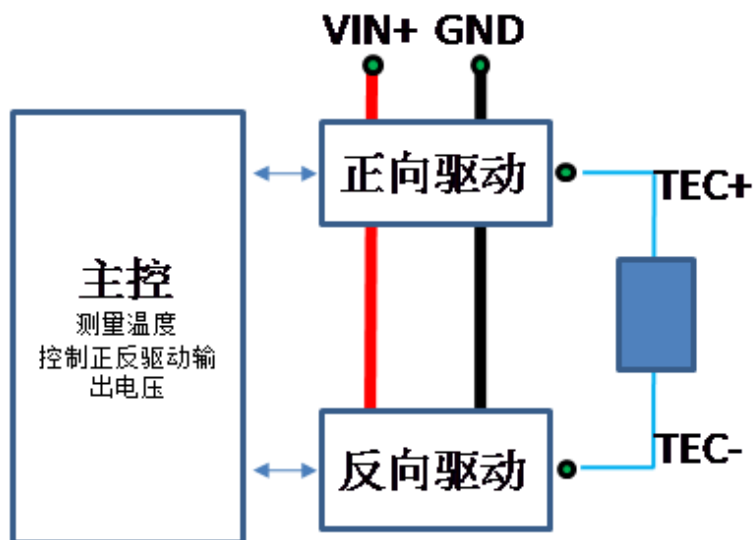 VIN+ GND
正向驱动
TEC+
主控
测量温度
控制正反驱动输
出电压
TEC-
反向驱动